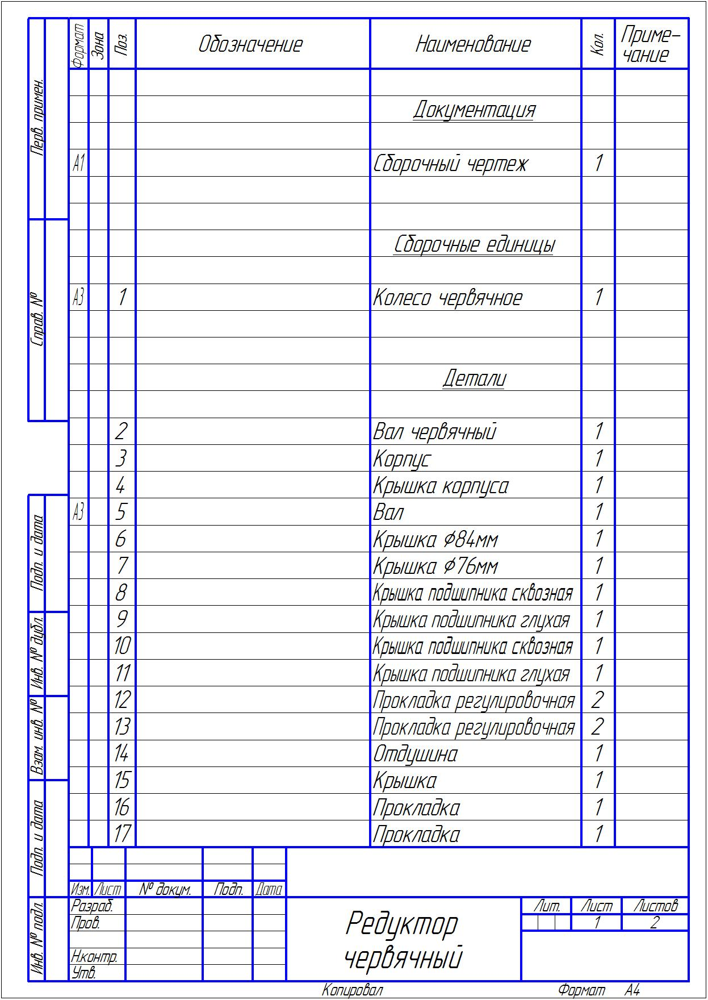 Формат Зона Поз. Обозначение Наименование Кол. Приме-
чание
Документация
А1 Сборочный чертеж 1
Сборочные единицы
А3 1 Колесо червячное 1
Детали
2 Вал червячный 1
3 Корпус 1
4 Крышка корпуса 1
А3 5 Вал 1
6 Крышка ϕ84мм 1
7 Крышка ϕ76мм 1
8 Крышка подшипника сквозная 1
9 Крышка подшипника глухая 1
10 Крышка подшипника сквозная 1
11 Крышка подшипника глухая 1
12 Прокладка регулировочная 2
13 Прокладка регулировочная 2
14 Отдушина 1
15 Крышка 1
16 Прокладка 1
17 Прокладка 1
Перв. примен.
Справ. №
Подп. и дата
Инв. № дубл.
Взам. инв. №
Подп. и дата
Инв. № подл.
Изм. Лист № докум. Подп. Дата
Разраб.
Пров.
Н.контр.
Утв.
Редуктор
червячный
Лит. Лист Листов
1 2
Копировал Формат А4